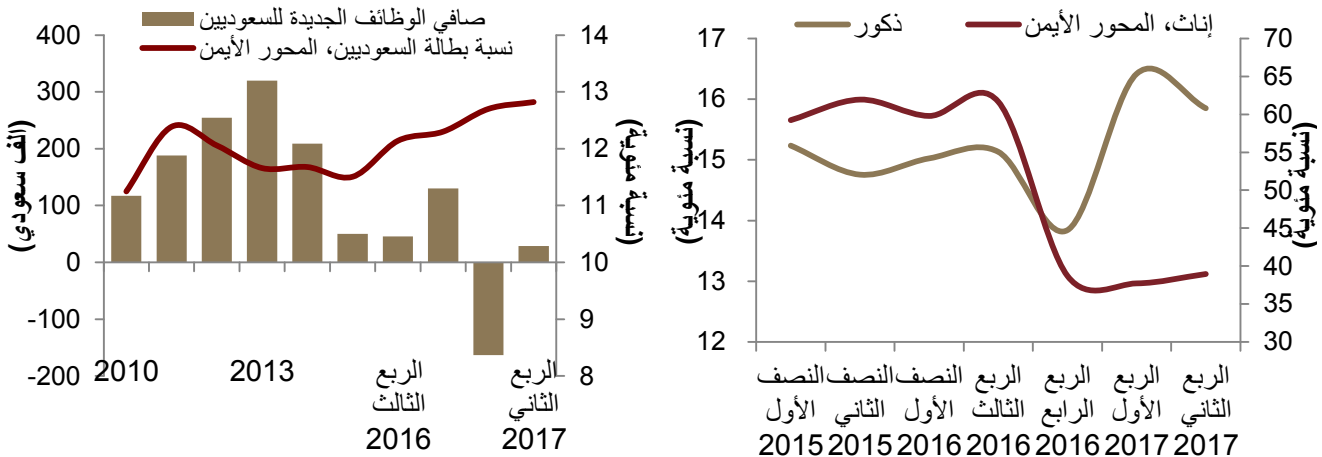 صافي الوظائف الجديدة للسعوديين
نسبة بطالة السعوديين، المحور الأيمن
400
300
200
100
0
-100
-200
(الف سعودي)
14
13
12
11
10
9
8
(نسبة مئوية)
2010
2013
الربع
الثالث
2016
الربع
الثاني
2017
ذكور
إناث، المحور الأيمن
17
16
15
14
13
12
(نسبة مئوية)
70
65
60
55
50
45
40
35
30
(نسبة مئوية)
النصف
الأول
2015
النصف
الثاني
2015
النصف
الأول
2016
الربع
الثالث
2016
الربع
الرابع
2016
الربع
الأول
2017
الربع
الثاني
2017